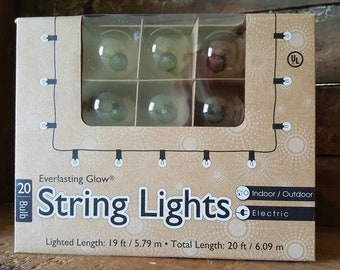 UL
Everlasting Glow®
20 Bulb
String Lights
Indoor / Outdoor
Electric
Lighted Length: 19 ft / 5.79 m • Total Length: 20 ft / 6.09 m